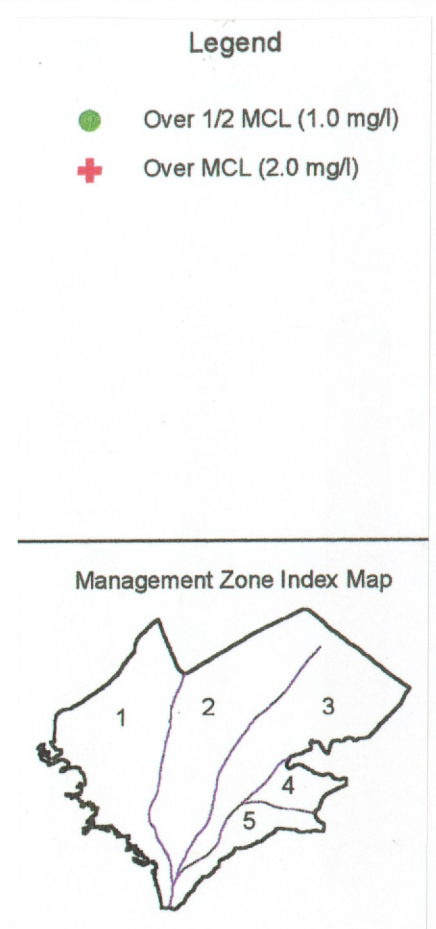 Legend
Over 1/2 MCL (1.0 mg/l)
Over MCL (2.0 mg/l)
Management Zone Index Map
1
2
3
4
5